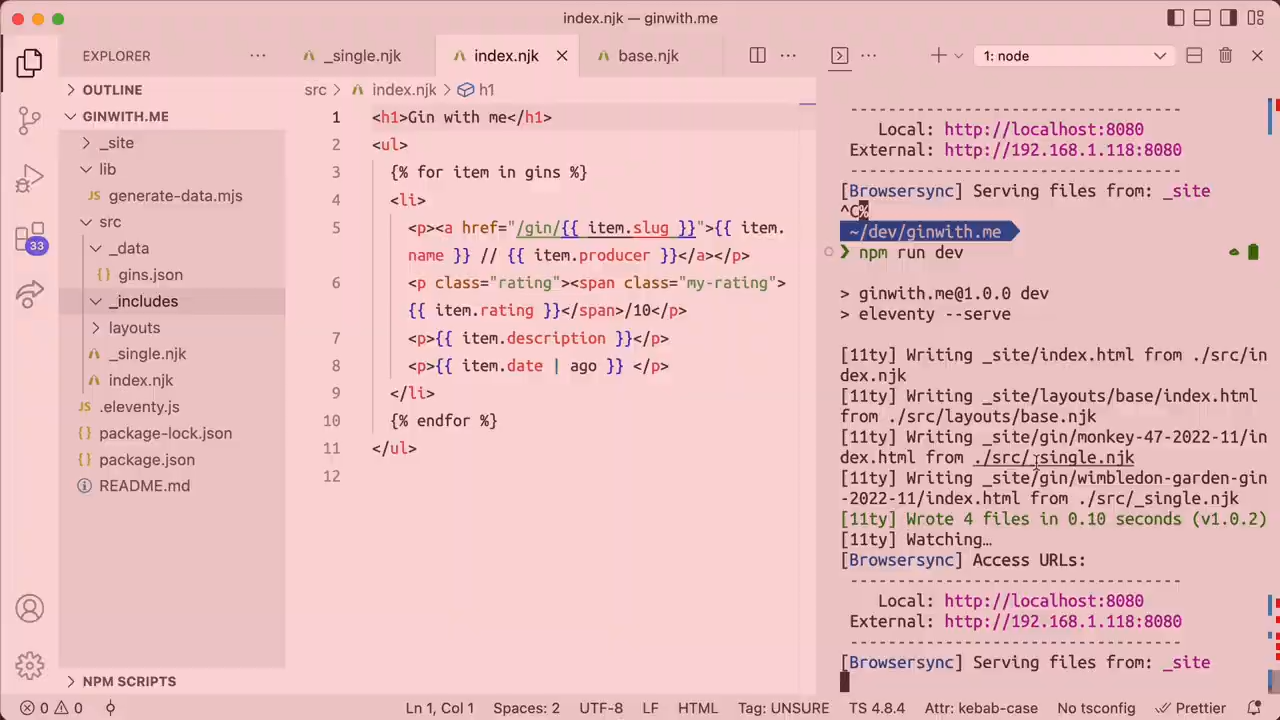 index.njk — ginwith.me
EXPLORER
OUTLINE
GINWITH.ME
_site
lib
generate-data.mjs
src
_data
gins.json
_includes
layouts
_single.njk
index.njk
.eleventy.js
package-lock.json
package.json
README.md
NPM SCRIPTS
33
_single.njk
index.njk
base.njk
src > index.njk > h1
1 <h1>Gin with me</h1>
2 <ul>
3 {% for item in gins %}
4 <li>
5 <p><a href="/gin/{{ item.slug }}">{{ item.
name }} // {{ item.producer }}</a></p>
6 <p class="rating"><span class="my-rating">
{{ item.rating }}</span>/10</p>
7 <p>{{ item.description }}</p>
8 <p>{{ item.date | ago }} </p>
9 </li>
10 {% endfor %}
11 </ul>
12
1: node
-------------------------------------
Local: http://localhost:8080
External: http://192.168.1.118:8080
-------------------------------------
[Browsersync] Serving files from: _site
^C%
~/dev/ginwith.me
❯ npm run dev
> ginwith.me@1.0.0 dev
> eleventy --serve
[11ty] Writing _site/index.html from ./src/in
dex.njk
[11ty] Writing _site/layouts/base/index.html
from ./src/layouts/base.njk
[11ty] Writing _site/gin/monkey-47-2022-11/in
dex.html from ./src/_single.njk
[11ty] Writing _site/gin/wimbledon-garden-gin
-2022-11/index.html from ./src/_single.njk
[11ty] Wrote 4 files in 0.10 seconds (v1.0.2)
[11ty] Watching…
[Browsersync] Access URLs:
-------------------------------------
Local: http://localhost:8080
External: http://192.168.1.118:8080
-------------------------------------
[Browsersync] Serving files from: _site
0 0 Ln 1, Col 1 Spaces: 2 UTF-8 LF HTML Tag: UNSURE TS 4.8.4 Attr: kebab-case No tsconfig Prettier